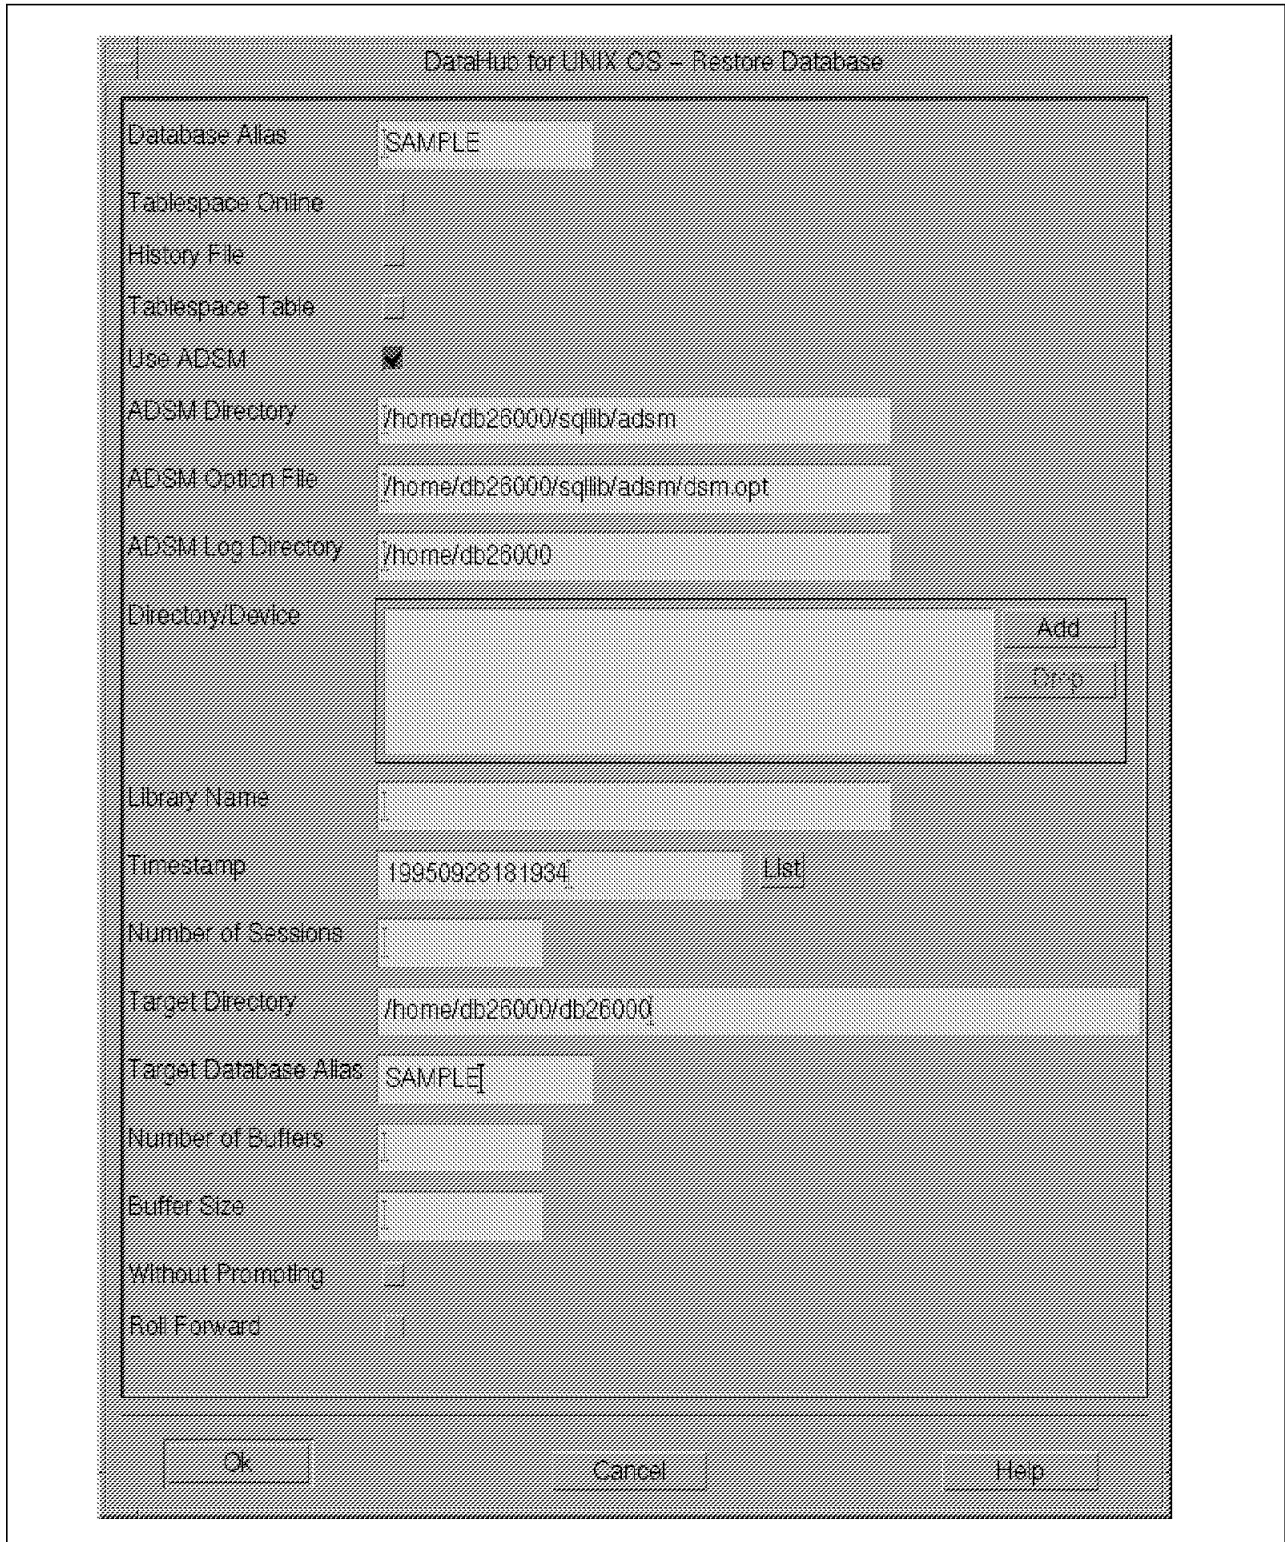 DataHub for UNIX OS – Restore Database
Database Alias
SAMPLE
Tablespace Online
History File
Tablespace Table
Use ADSM
ADSM Directory
/home/db26000/sqllib/adsm
ADSM Option File
/home/db26000/sqllib/adsm/dsm.opt
ADSM Log Directory
/home/db26000
Directory/Device
Add
Drop
Library Name
Timestamp
19950928181934
List
Number of Sessions
Target Directory
/home/db26000/db26000
Target Database Alias
SAMPLE
Number of Buffers
Buffer Size
Without Prompting
Roll Forward
Ok
Cancel
Help